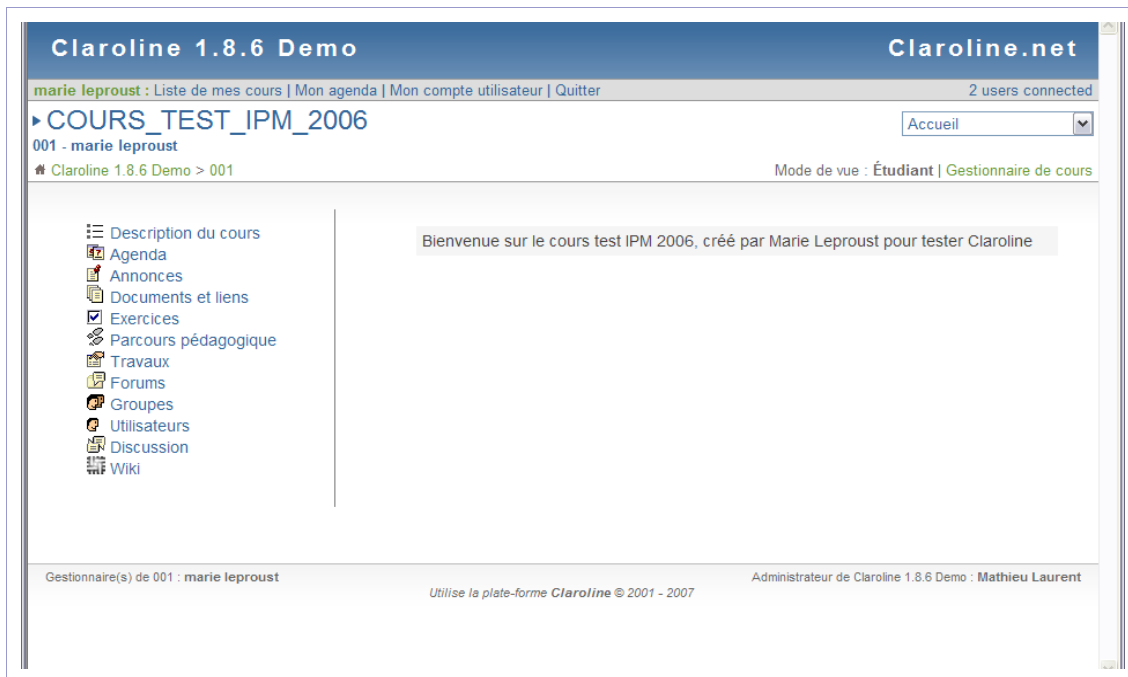 Claroline 1.8.6 Demo Claroline.net
marie leproust : Liste de mes cours | Mon agenda | Mon compte utilisateur | Quitter 2 users connected
COURS_TEST_IPM_2006 Accueil
001 - marie leproust
Claroline 1.8.6 Demo > 001 Mode de vue : Étudiant | Gestionnaire de cours
Description du cours
Agenda
Annonces
Documents et liens
Exercices
Parcours pédagogique
Travaux
Forums
Groupes
Utilisateurs
Discussion
Wiki
Bienvenue sur le cours test IPM 2006, créé par Marie Leproust pour tester Claroline
Gestionnaire(s) de 001 : marie leproust Administrateur de Claroline 1.8.6 Demo : Mathieu Laurent
Utilise la plate-forme Claroline © 2001 - 2007